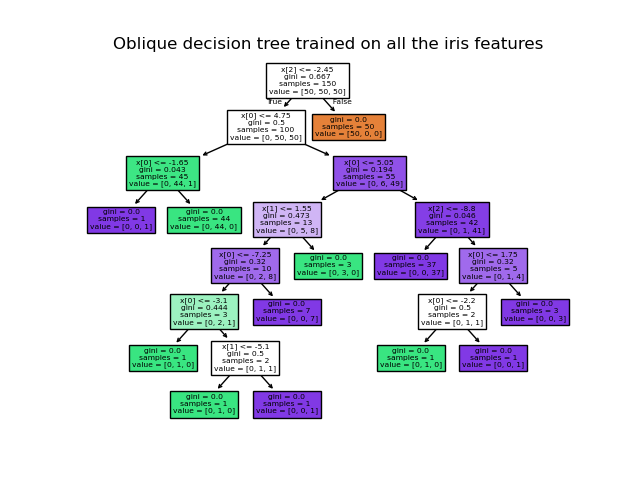 Oblique decision tree trained on all the iris features
x[2] <= -2.45
gini = 0.667
samples = 150
value = [50, 50, 50]
True
False
x[0] <= 4.75
gini = 0.5
samples = 100
value = [0, 50, 50]
gini = 0.0
samples = 50
value = [50, 0, 0]
x[0] <= -1.65
gini = 0.043
samples = 45
value = [0, 44, 1]
x[0] <= 5.05
gini = 0.194
samples = 55
value = [0, 6, 49]
gini = 0.0
samples = 1
value = [0, 0, 1]
gini = 0.0
samples = 44
value = [0, 44, 0]
x[1] <= 1.55
gini = 0.473
samples = 13
value = [0, 5, 8]
x[2] <= -8.8
gini = 0.046
samples = 42
value = [0, 1, 41]
x[0] <= -7.25
gini = 0.32
samples = 10
value = [0, 2, 8]
gini = 0.0
samples = 3
value = [0, 3, 0]
gini = 0.0
samples = 37
value = [0, 0, 37]
x[0] <= 1.75
gini = 0.32
samples = 5
value = [0, 1, 4]
x[0] <= -3.1
gini = 0.444
samples = 3
value = [0, 2, 1]
gini = 0.0
samples = 7
value = [0, 0, 7]
x[0] <= -2.2
gini = 0.5
samples = 2
value = [0, 1, 1]
gini = 0.0
samples = 3
value = [0, 0, 3]
gini = 0.0
samples = 1
value = [0, 1, 0]
x[1] <= -5.1
gini = 0.5
samples = 2
value = [0, 1, 1]
gini = 0.0
samples = 1
value = [0, 1, 0]
gini = 0.0
samples = 1
value = [0, 0, 1]
gini = 0.0
samples = 1
value = [0, 1, 0]
gini = 0.0
samples = 1
value = [0, 0, 1]